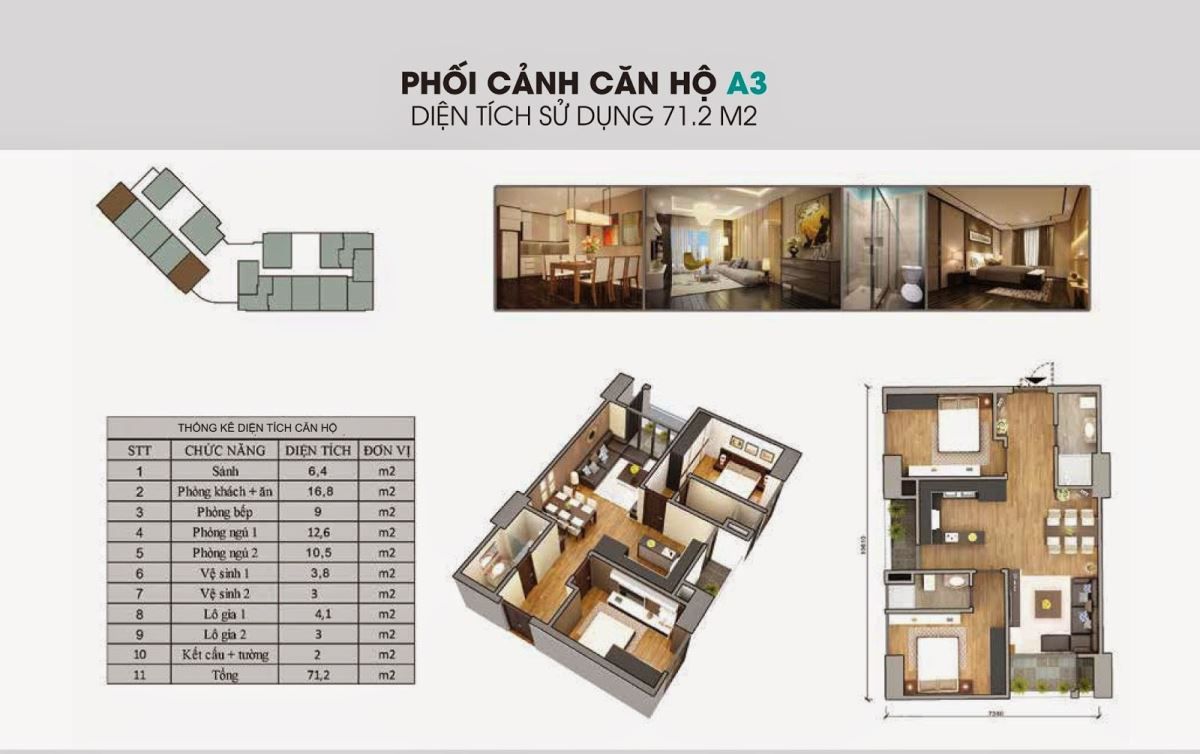 PHỐI CẢNH CĂN HỘ A3
DIỆN TÍCH SỬ DỤNG 71.2 M2
THỐNG KÊ DIỆN TÍCH CĂN HỘ
STT CHỨC NĂNG DIỆN TÍCH ĐƠN VỊ
1 Sảnh 6,4 m2
2 Phòng khách + ăn 16,8 m2
3 Phòng bếp 9 m2
4 Phòng ngủ 1 12,6 m2
5 Phòng ngủ 2 10,5 m2
6 Vệ sinh 1 3,8 m2
7 Vệ sinh 2 3 m2
8 Lô gia 1 4,1 m2
9 Lô gia 2 3 m2
10 Kết cấu + tường 2 m2
11 Tổng 71,2 m2